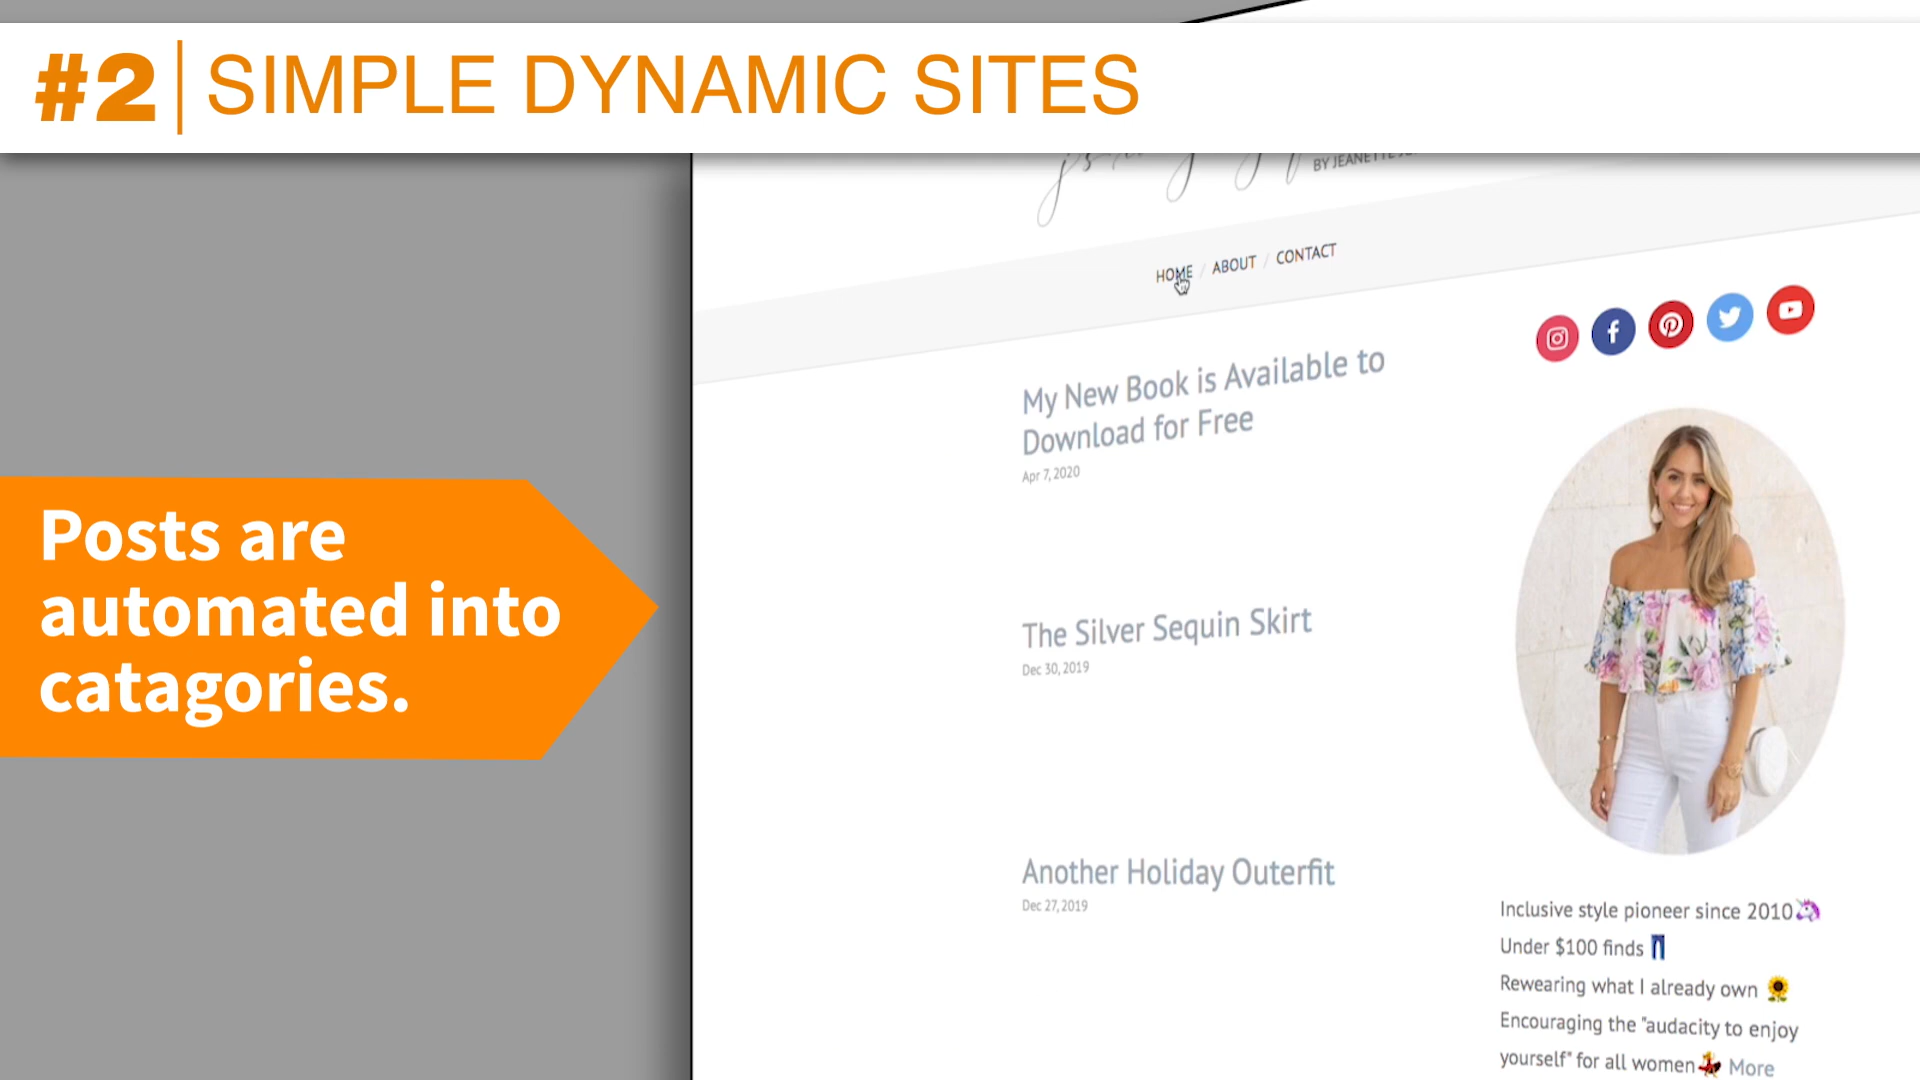 #2 SIMPLE DYNAMIC SITES
BY JEANETTE
HOME / ABOUT / CONTACT
My New Book is Available to
Download for Free
Apr 7, 2020
Posts are
automated into
catagories.
The Silver Sequin Skirt
Dec 30, 2019
Another Holiday Outerfit
Dec 27, 2019
Inclusive style pioneer since 2010🦄
Under $100 finds 👖
Rewearing what I already own 🌻
Encouraging the "audacity to enjoy
yourself" for all women💃 More